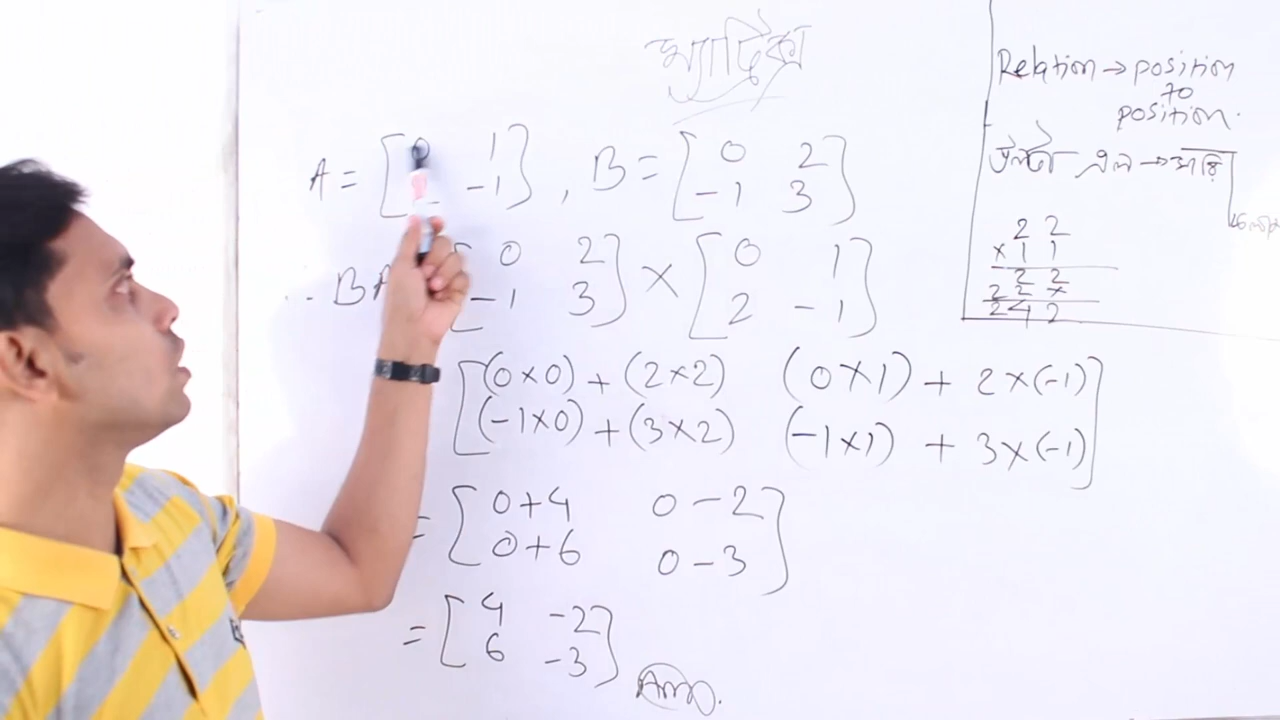 ম্যাট্রিক্স
A = [0 1
-1] , B = [0 2
-1 3]
BA [0 2
-1 3] × [0 1
2 -1]
[(0×0) + (2×2) (0×1) + 2×(-1)
(-1×0) + (3×2) (-1×1) + 3×(-1)]
= [0+4 0-2
0+6 0-3]
= [4 -2
6 -3]
Ans.
Relation → position
to
position.
মিল →
2 2
× 1 1
2 2
2 2 ×
2 4 2